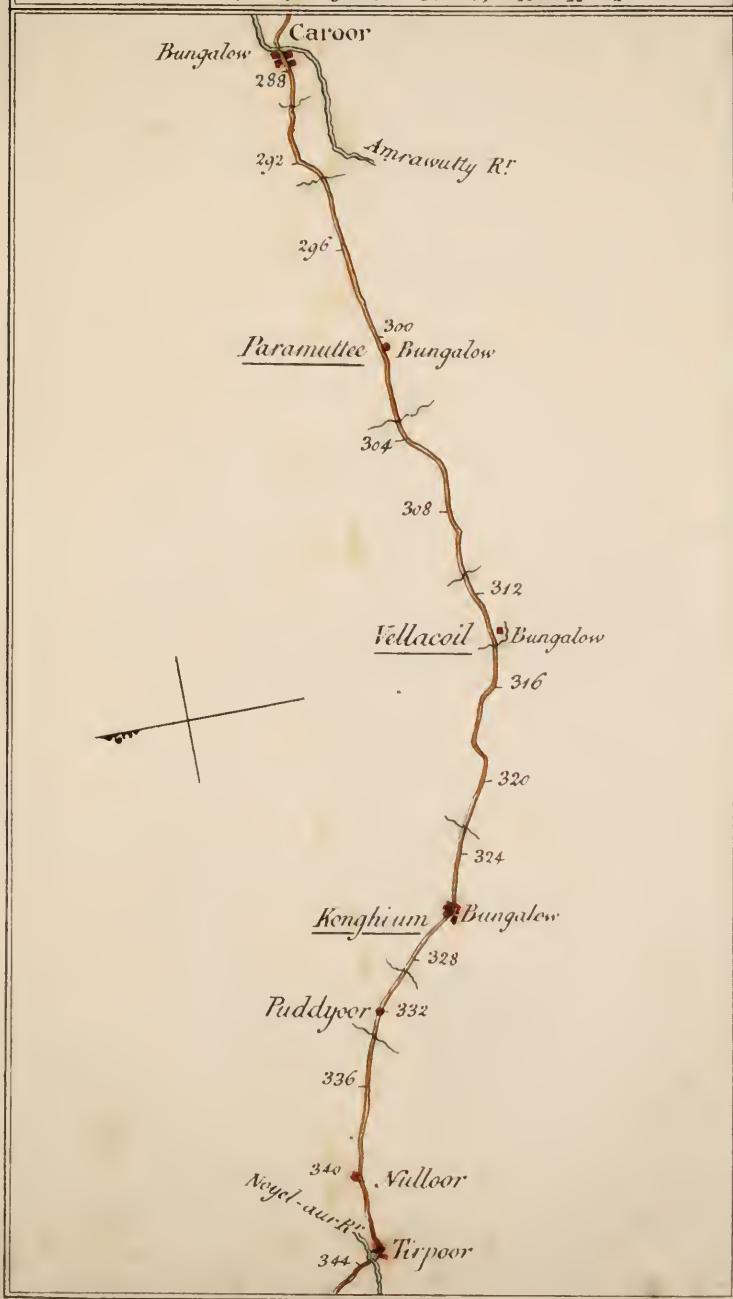 Caroor
Bungalow
288
Amrawutty Rr
292
296
300
Paramuttee Bungalow
304
308
312
Vellacoil Bungalow
316
320
324
Konghium Bungalow
328
Puddyoor 332
336
340 Nulloor
Noyel-aur Rr
Tirpoor
344